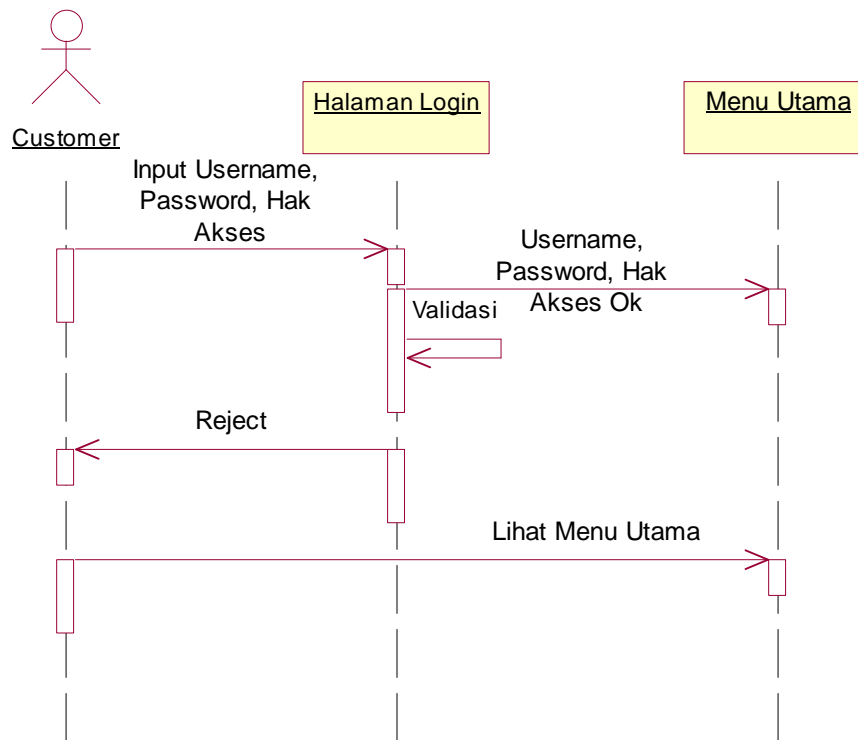 Customer
Halaman Login
Menu Utama
Input Username,
Password, Hak
Akses
Username,
Password, Hak
Akses Ok
Validasi
Reject
Lihat Menu Utama